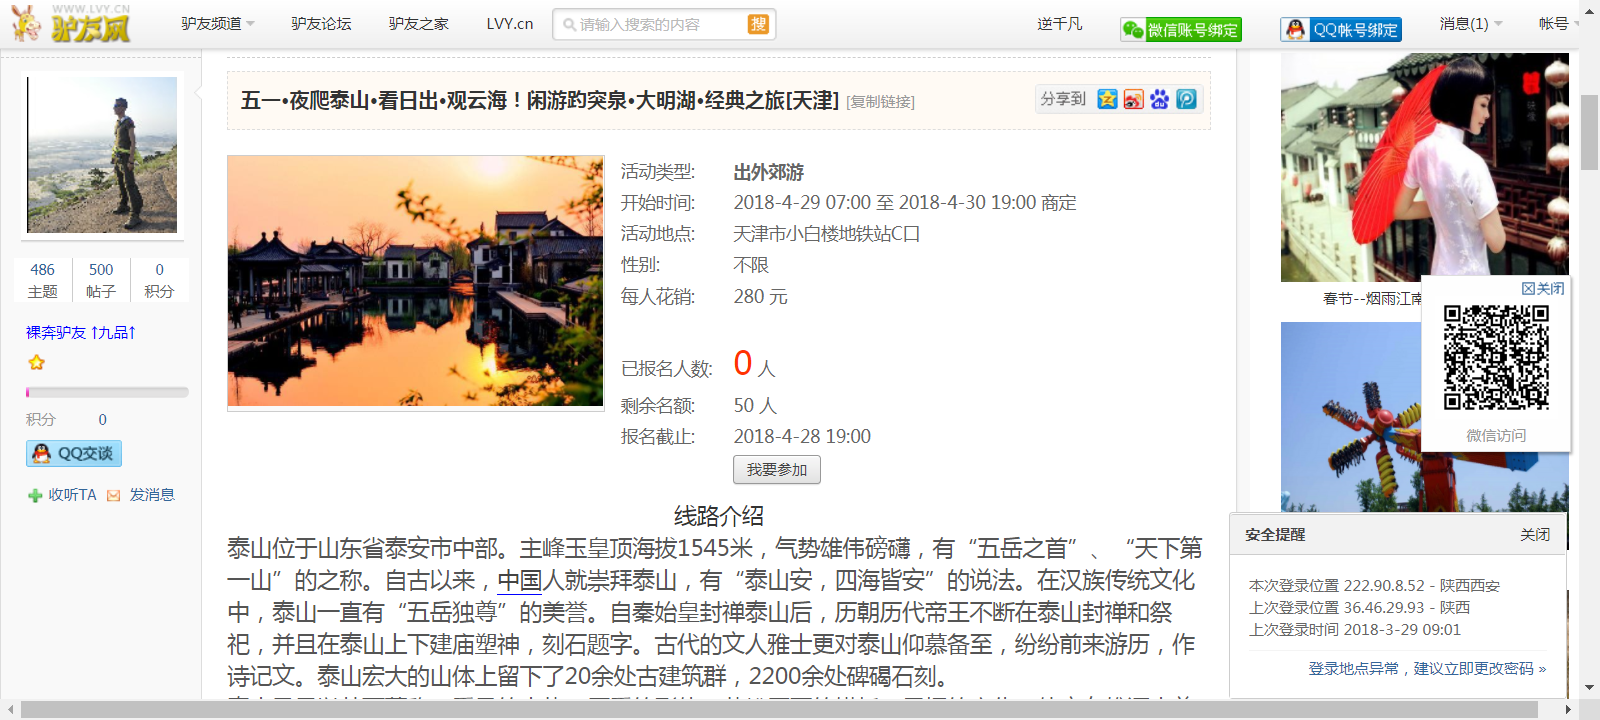 WWW.LVY.CN
驴友网
驴友频道
驴友论坛
驴友之家
LVY.cn
请输入搜索的内容
搜
逆千凡
微信账号绑定
QQ帐号绑定
消息(1)
帐号
486
500
0
主题
帖子
积分
裸奔驴友 †九品†
积分 0
QQ交谈
收听TA
发消息
五一•夜爬泰山•看日出•观云海！闲游趵突泉•大明湖•经典之旅[天津] [复制链接]
分享到
活动类型: 出外郊游
开始时间: 2018-4-29 07:00 至 2018-4-30 19:00 商定
活动地点: 天津市小白楼地铁站C口
性别: 不限
每人花销: 280 元
已报名人数: 0 人
剩余名额: 50 人
报名截止: 2018-4-28 19:00
我要参加
线路介绍
泰山位于山东省泰安市中部。主峰玉皇顶海拔1545米，气势雄伟磅礴，有“五岳之首”、“天下第
一山”的之称。自古以来，中国人就崇拜泰山，有“泰山安，四海皆安”的说法。在汉族传统文化
中，泰山一直有“五岳独尊”的美誉。自秦始皇封禅泰山后，历朝历代帝王不断在泰山封禅和祭
祀，并且在泰山上下建庙塑神，刻石题字。古代的文人雅士更对泰山仰慕备至，纷纷前来游历，作
诗记文。泰山宏大的山体上留下了20余处古建筑群，2200余处碑碣石刻。
春节--烟雨江南
关闭
微信访问
安全提醒
关闭
本次登录位置 222.90.8.52 - 陕西西安
上次登录位置 36.46.29.93 - 陕西
上次登录时间 2018-3-29 09:01
登录地点异常，建议立即更改密码 »